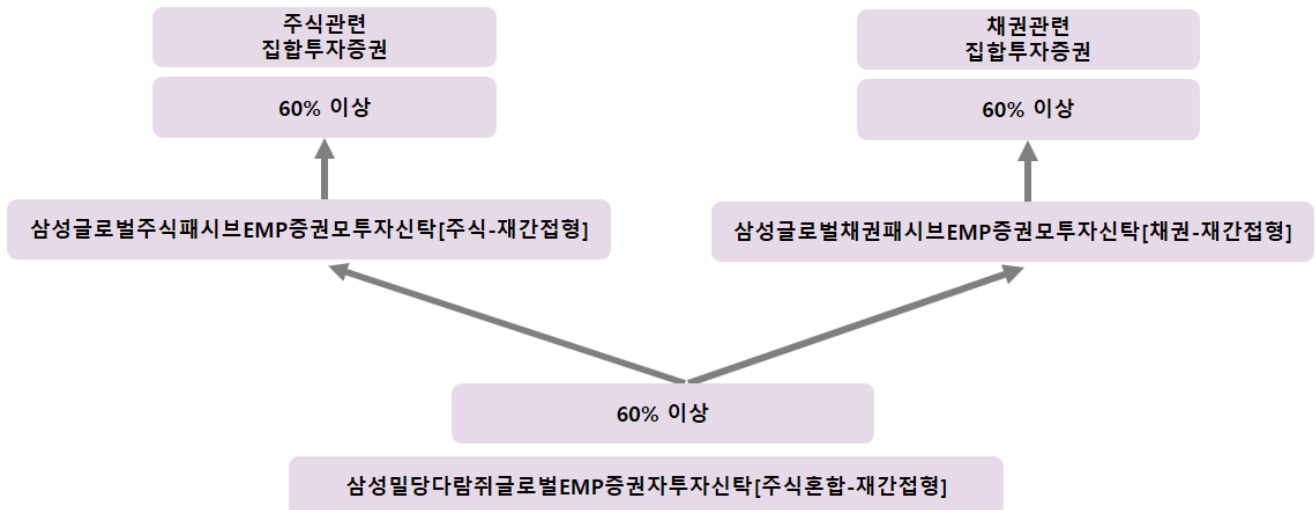 주식관련
집합투자증권
채권관련
집합투자증권
60% 이상
60% 이상
삼성글로벌주식패시브EMP증권모투자신탁[주식-재간접형]
삼성글로벌채권패시브EMP증권모투자신탁[채권-재간접형]
60% 이상
삼성밀당다람쥐글로벌EMP증권자투자신탁[주식혼합-재간접형]